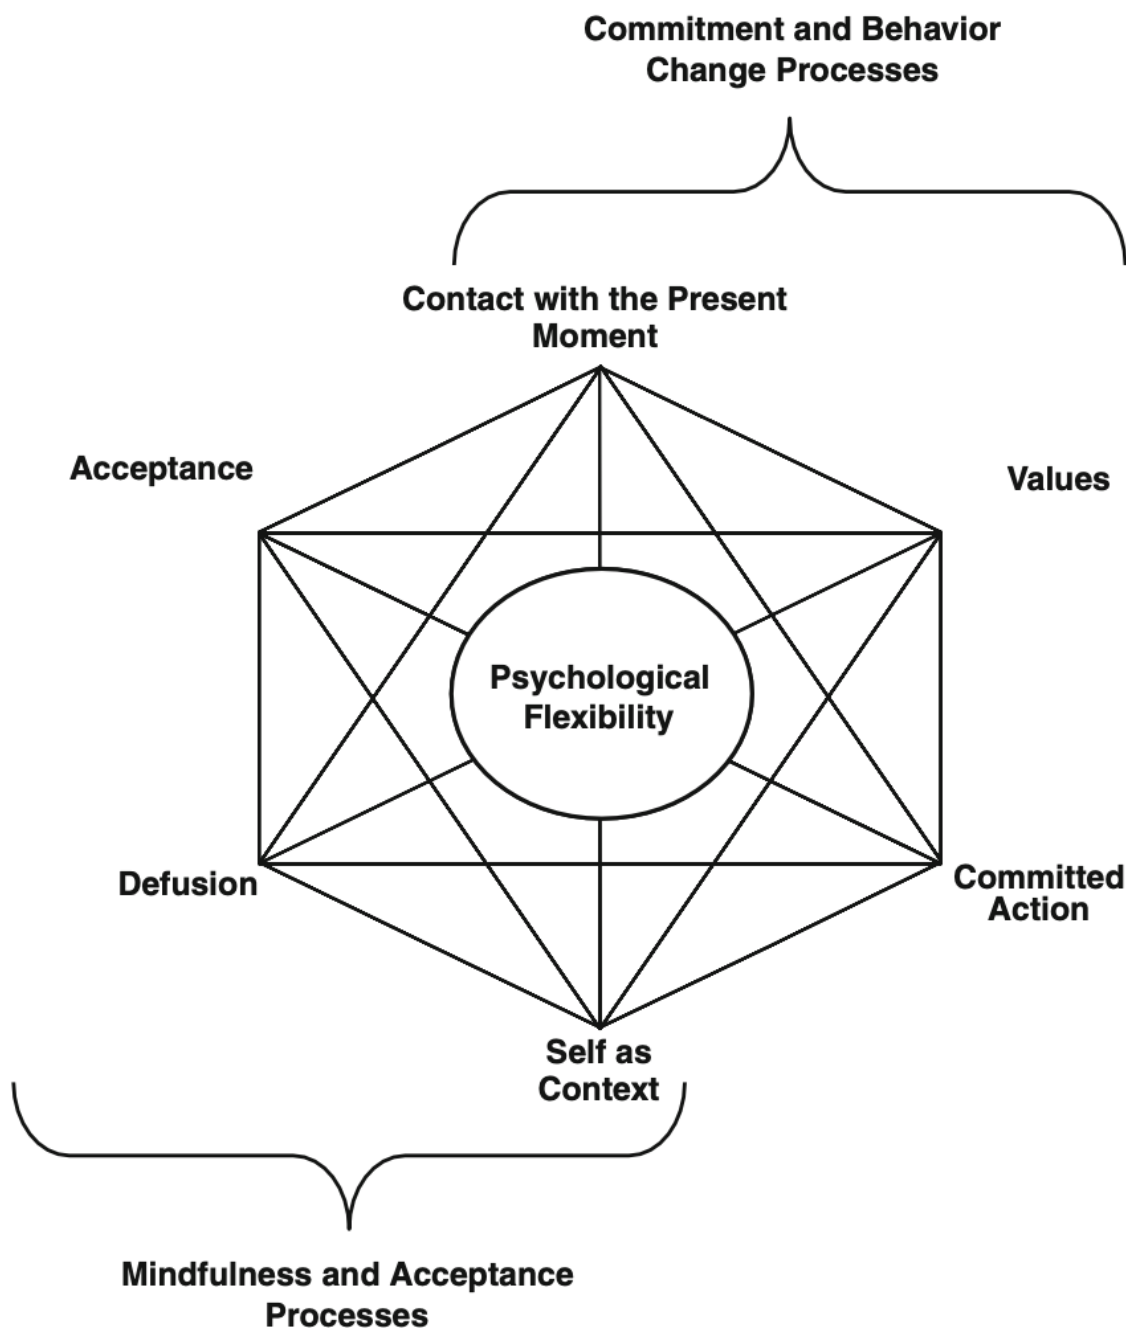 Commitment and Behavior
Change Processes
Contact with the Present
Moment
Acceptance
Values
Psychological
Flexibility
Defusion
Committed
Action
Self as
Context
Mindfulness and Acceptance
Processes